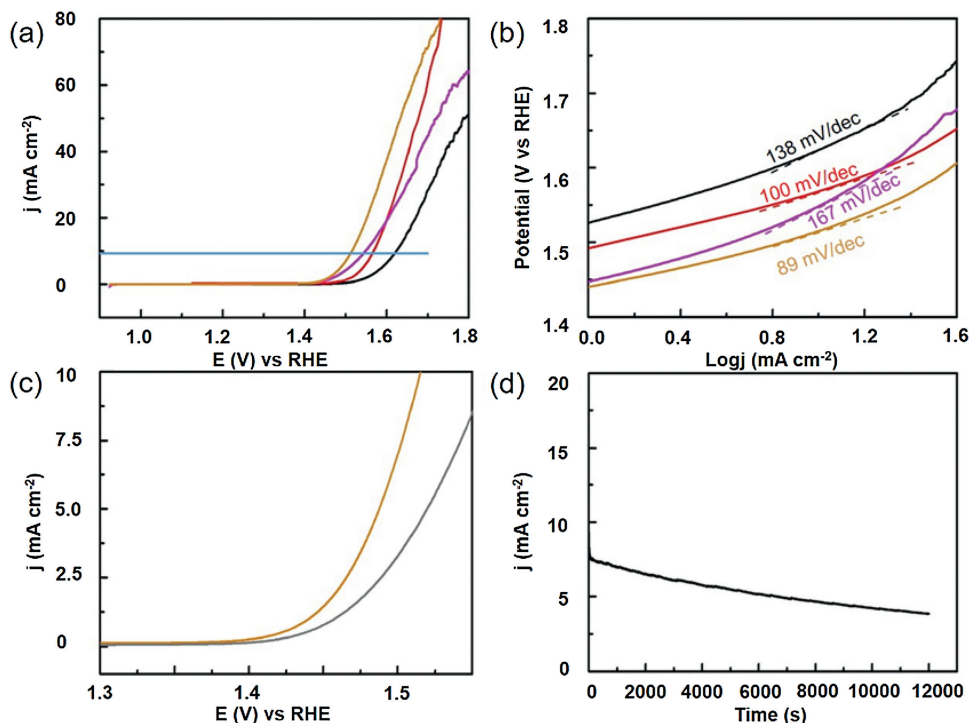 (a)
80
60
40
20
0
j (mA cm-2)
1.0
1.2
1.4
1.6
1.8
E (V) vs RHE
(b)
1.8
1.7
1.6
1.5
1.4
Potential (V vs RHE)
138 mV/dec
100 mV/dec
167 mV/dec
89 mV/dec
0.0
0.4
0.8
1.2
1.6
Logj (mA cm-2)
(c)
10
7.5
5.0
2.5
0
j (mA cm-2)
1.3
1.4
1.5
E (V) vs RHE
(d)
20
15
10
5
0
j (mA cm-2)
0
2000
4000
6000
8000
10000
12000
Time (s)